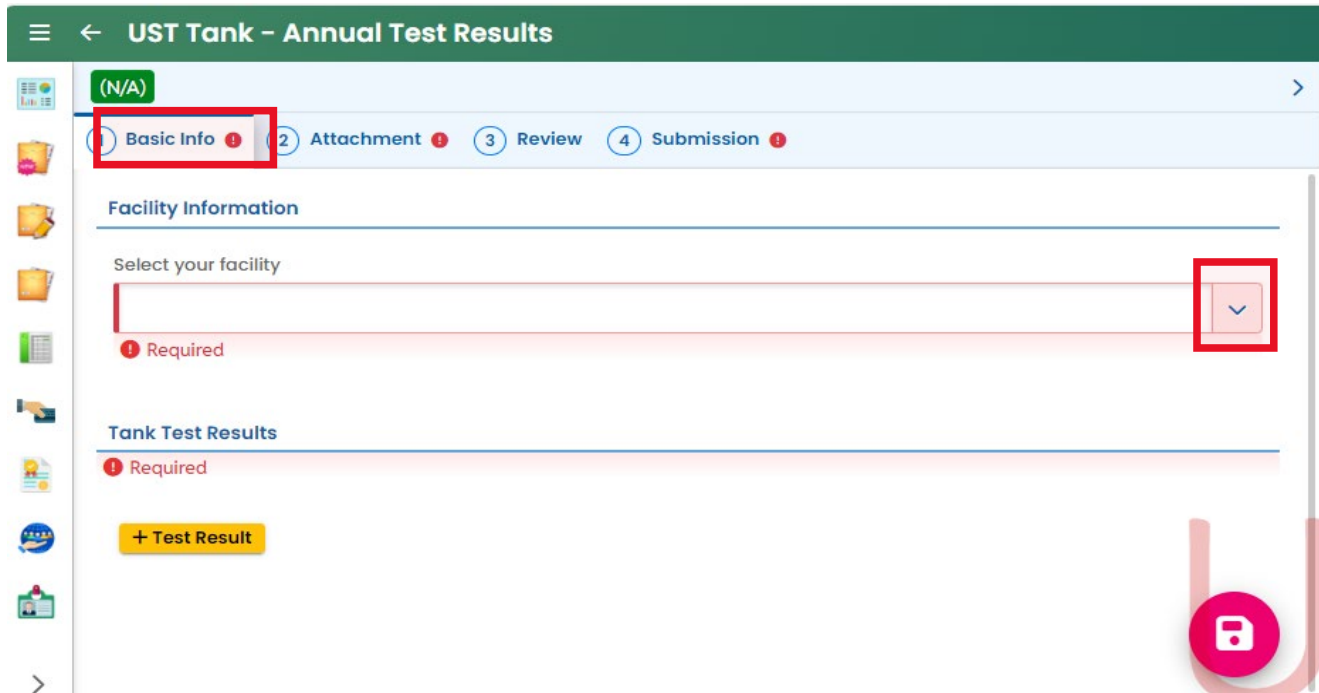 UST Tank - Annual Test Results
(N/A)
1 Basic Info 2 Attachment 3 Review 4 Submission
Facility Information
Select your facility
Required
Tank Test Results
Required
+ Test Result
U